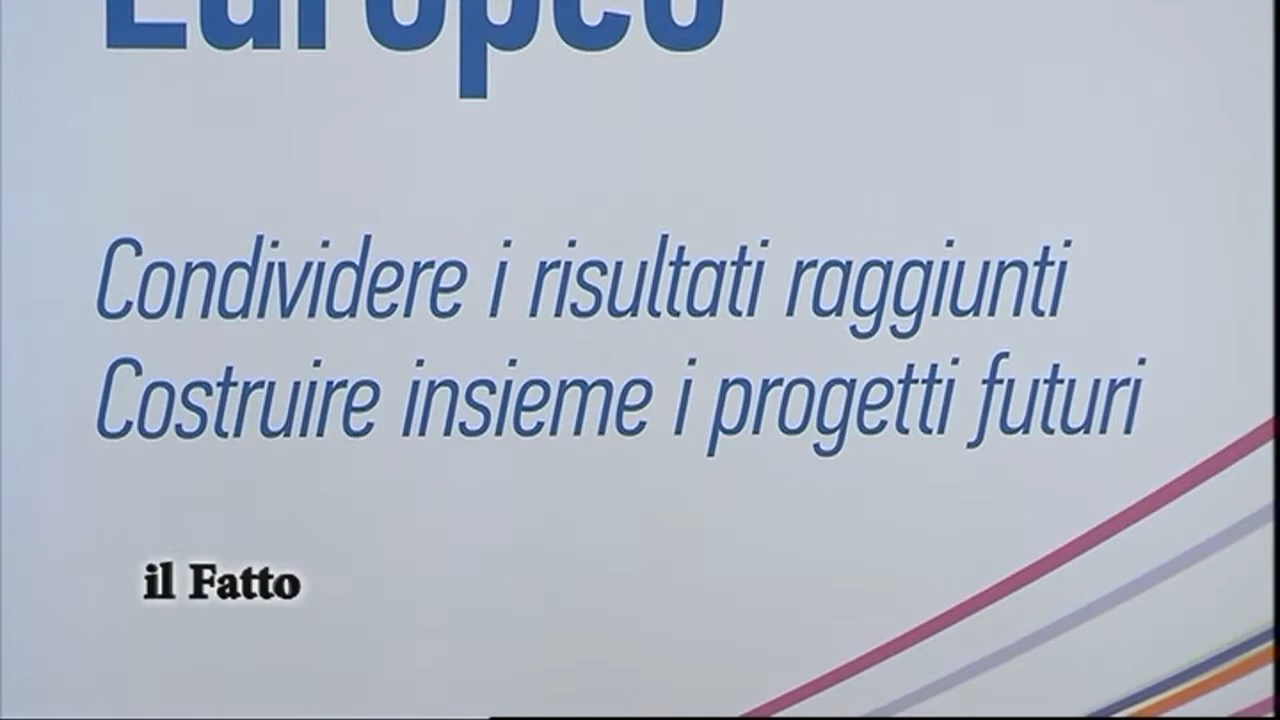 Europeo
Condividere i risultati raggiunti
Costruire insieme i progetti futuri
il Fatto